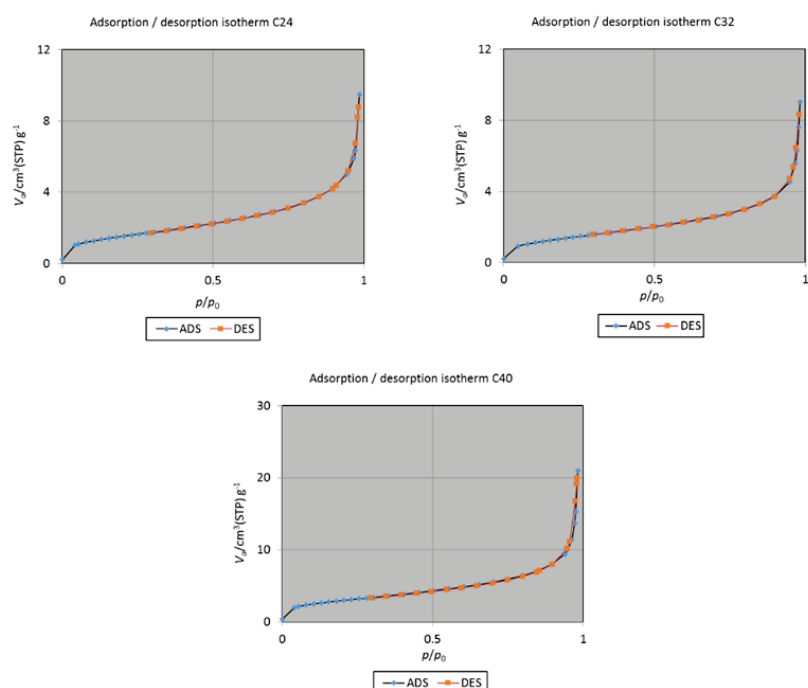 Adsorption / desorption isotherm C24
12
8
4
0
0
0.5
1
Va/cm³(STP) g⁻¹
p/p₀
ADS
DES
Adsorption / desorption isotherm C32
12
8
4
0
0
0.5
1
Va/cm³(STP) g⁻¹
p/p₀
ADS
DES
Adsorption / desorption isotherm C40
30
20
10
0
0
0.5
1
Va/cm³(STP) g⁻¹
p/p₀
ADS
DES